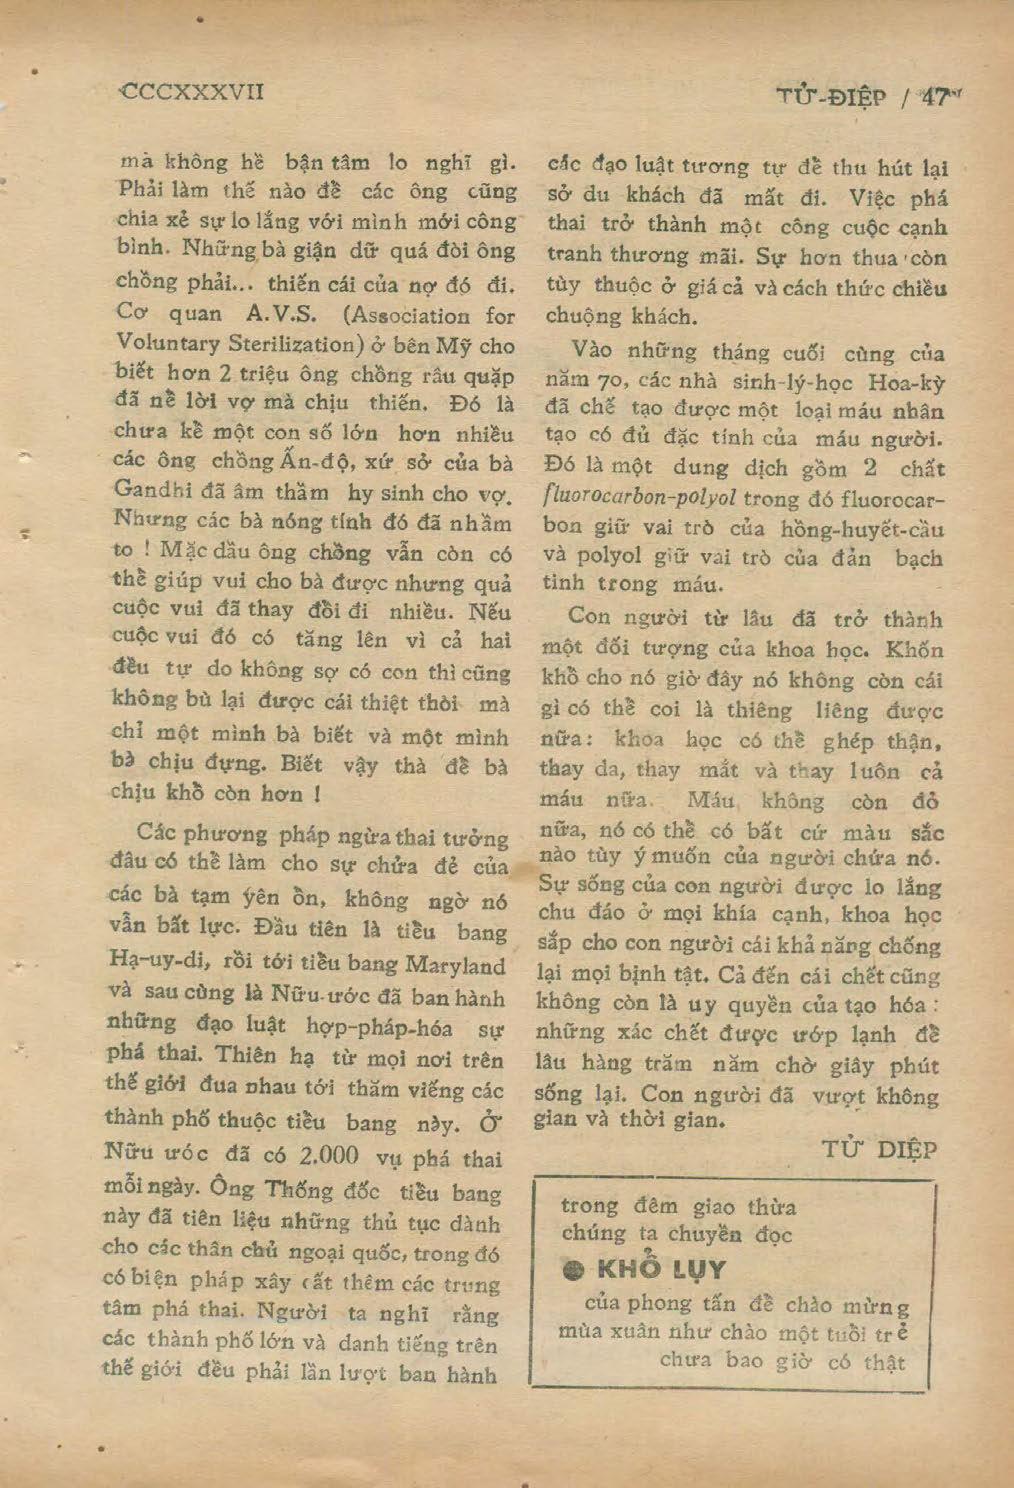 CCCXXXVII
TỬ-ĐIỆP / 47
mà không hề bận tâm lo nghĩ gì.
Phải làm thế nào để các ông cũng
chia xẻ sự lo lắng với mình mới công
bình. Những bà giận dữ quá đòi ông
chồng phải... thiến cái của nợ đó đi.
Cơ quan A.V.S. (Association for
Voluntary Sterilization) ở bên Mỹ cho
biết hơn 2 triệu ông chồng râu quặp
đã nể lời vợ mà chịu thiến. Đó là
chưa kể một con số lớn hơn nhiều
các ông chồng Ấn-độ, xứ sở của bà
Gandhi đã âm thầm hy sinh cho vợ.
Nhưng các bà nóng tính đó đã nhầm
to ! Mặc dầu ông chồng vẫn còn có
thể giúp vui cho bà được nhưng quả
cuộc vui đã thay đổi đi nhiều. Nếu
cuộc vui đó có tăng lên vì cả hai
đều tự do không sợ có con thì cũng
không bù lại được cái thiệt thòi mà
chỉ một mình bà biết và một mình
bà chịu đựng. Biết vậy thà để bà
chịu khổ còn hơn !
Các phương pháp ngừa thai tưởng
đâu có thể làm cho sự chửa đẻ của
các bà tạm yên ổn, không ngờ nó
vẫn bất lực. Đầu tiên là tiểu bang
Hạ-uy-di, rồi tới tiểu bang Maryland
và sau cùng là Nữu-ước đã ban hành
những đạo luật hợp-pháp-hóa sự
phá thai. Thiên hạ từ mọi nơi trên
thế giới đua nhau tới thăm viếng các
thành phố thuộc tiểu bang này. Ở
Nữu ước đã có 2.000 vụ phá thai
mỗi ngày. Ông Thống đốc tiểu bang
này đã tiên liệu những thủ tục dành
cho các thân chủ ngoại quốc, trong đó
có biện pháp xây cất thêm các trung
tâm phá thai. Người ta nghĩ rằng
các thành phố lớn và danh tiếng trên
thế giới đều phải lần lượt ban hành
các đạo luật tương tự để thu hút lại
sở du khách đã mất đi. Việc phá
thai trở thành một công cuộc cạnh
tranh thương mãi. Sự hơn thua còn
tùy thuộc ở giá cả và cách thức chiều
chuộng khách.
Vào những tháng cuối cùng của
năm 70, các nhà sinh-lý-học Hoa-kỳ
đã chế tạo được một loại máu nhân
tạo có đủ đặc tính của máu người.
Đó là một dung dịch gồm 2 chất
fluorocarbon-polyol trong đó fluorocar-
bon giữ vai trò của hồng-huyết-cầu
và polyol giữ vai trò của đản bạch
tinh trong máu.
Con người từ lâu đã trở thành
một đối tượng của khoa học. Khốn
khổ cho nó giờ đây nó không còn cái
gì có thể coi là thiêng liêng được
nữa: khoa học có thể ghép thận,
thay da, thay mắt và thay luôn cả
máu nữa. Máu không còn đỏ
nữa, nó có thể có bất cứ màu sắc
nào tùy ý muốn của người chứa nó.
Sự sống của con người được lo lắng
chu đáo ở mọi khía cạnh, khoa học
sắp cho con người cái khả năng chống
lại mọi bịnh tật. Cả đến cái chết cũng
không còn là uy quyền của tạo hóa :
những xác chết được ướp lạnh để
lâu hàng trăm năm chờ giây phút
sống lại. Con người đã vượt không
gian và thời gian.
TỬ DIỆP
trong đêm giao thừa
chúng ta chuyền đọc
● KHỔ LỤY
của phong tấn để chào mừng
mùa xuân như chào một tuổi trẻ
chưa bao giờ có thật